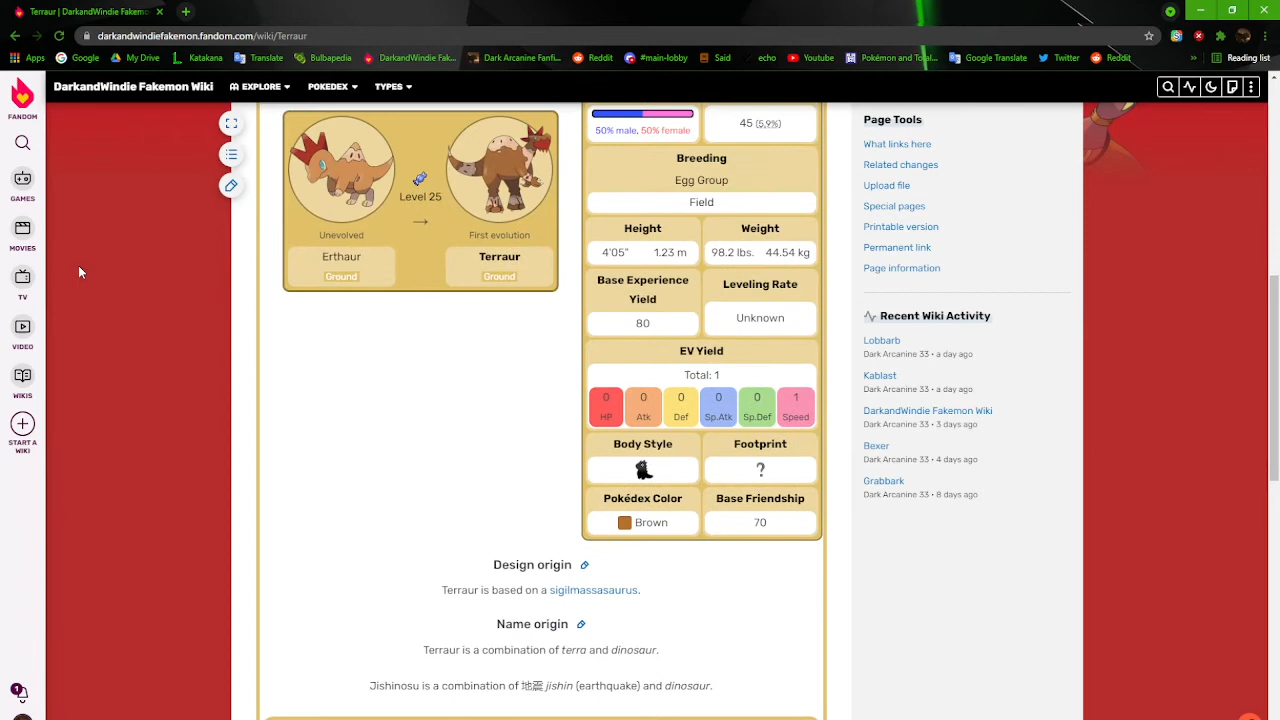 Terraur | DarkandWindie Fakemo
darkandwindiefakemon.fandom.com/wiki/Terraur
Apps Google My Drive Katakana Translate Bulbapedia DarkandWindie Fak... Dark Arcanine Fanfi... Reddit #main-lobby Said echo Youtube Pokémon and Total... Google Translate Twitter Reddit Reading list
DarkandWindie Fakemon Wiki EXPLORE POKEDEX TYPES
FANDOM
GAMES
MOVIES
TV
VIDEO
WIKIS
START A
WIKI
1
Level 25
→
Unevolved First evolution
Erthaur Terraur
Ground Ground
50% male, 50% female 45 (5.9%)
Breeding
Egg Group
Field
Height Weight
4'05" 1.23 m 98.2 lbs. 44.54 kg
Base Experience
Yield
80
Leveling Rate
Unknown
EV Yield
Total: 1
0 0 0 0 0 1
HP Atk Def Sp.Atk Sp.Def Speed
Body Style Footprint
?
Pokédex Color Base Friendship
Brown 70
Design origin
Terraur is based on a sigilmassasaurus.
Name origin
Terraur is a combination of terra and dinosaur.
Jishinosu is a combination of 地震 jishin (earthquake) and dinosaur.
Page Tools
What links here
Related changes
Upload file
Special pages
Printable version
Permanent link
Page information
Recent Wiki Activity
Lobbarb
Dark Arcanine 33 • a day ago
Kablast
Dark Arcanine 33 • a day ago
DarkandWindie Fakemon Wiki
Dark Arcanine 33 • 3 days ago
Bexer
Dark Arcanine 33 • 4 days ago
Grabbark
Dark Arcanine 33 • 8 days ago